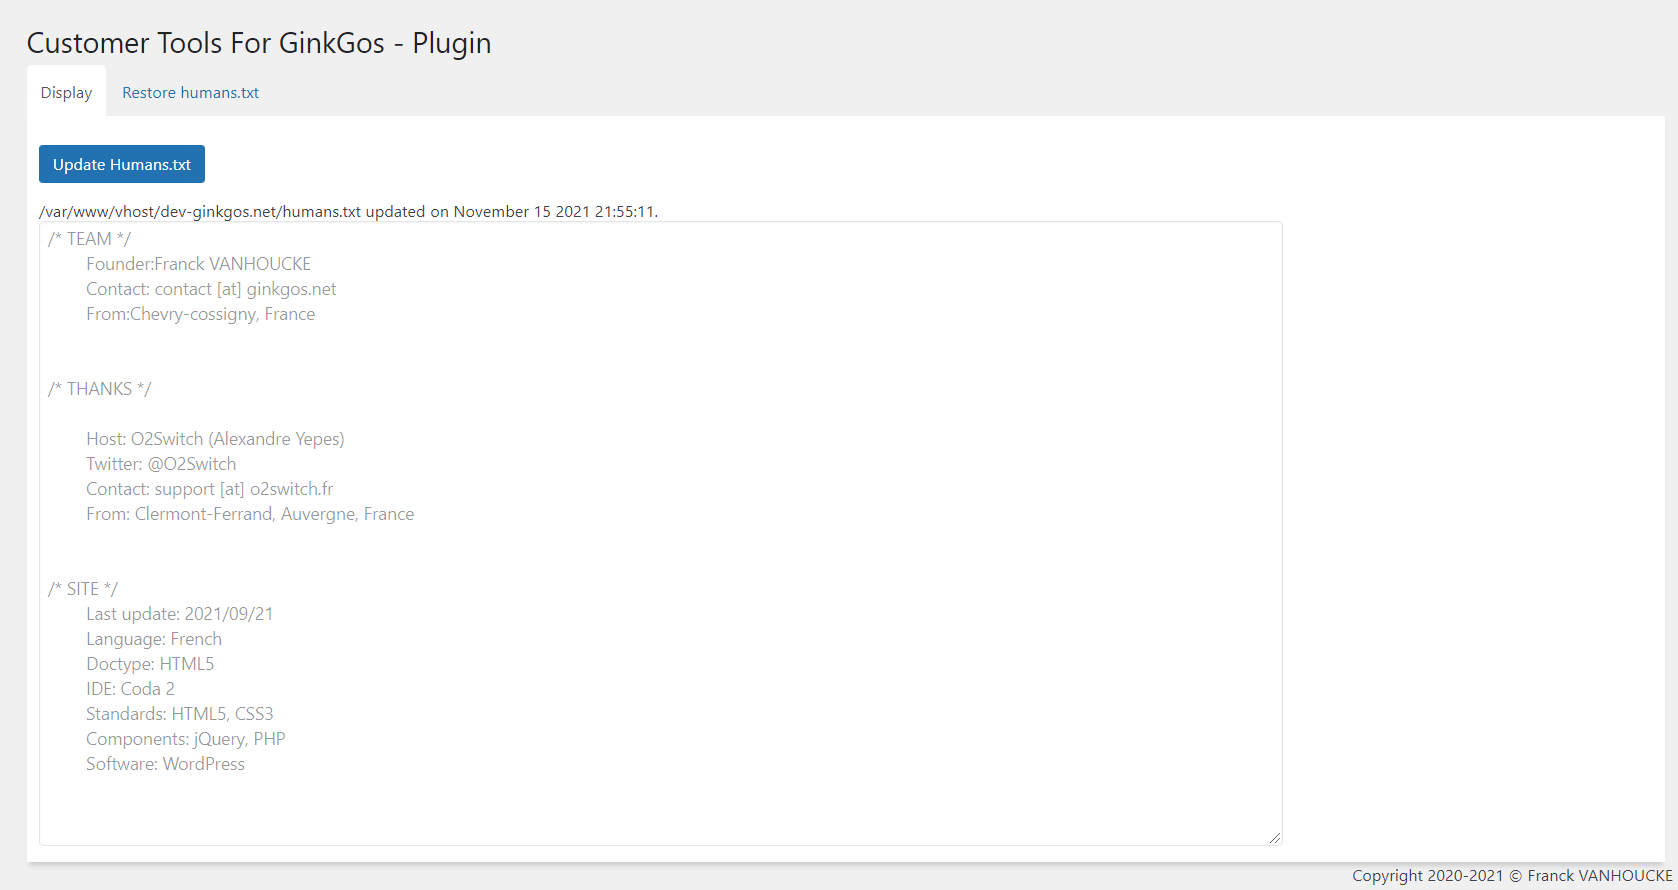 Customer Tools For GinkGos - Plugin
Display
Restore humans.txt
Update Humans.txt
/var/www/vhost/dev-ginkgos.net/humans.txt updated on November 15 2021 21:55:11.
/* TEAM */
Founder:Franck VANHOUCKE
Contact: contact [at] ginkgos.net
From:Chevry-cossigny, France
/* THANKS */
Host: O2Switch (Alexandre Yepes)
Twitter: @O2Switch
Contact: support [at] o2switch.fr
From: Clermont-Ferrand, Auvergne, France
/* SITE */
Last update: 2021/09/21
Language: French
Doctype: HTML5
IDE: Coda 2
Standards: HTML5, CSS3
Components: jQuery, PHP
Software: WordPress
Copyright 2020-2021 © Franck VANHOUCKE